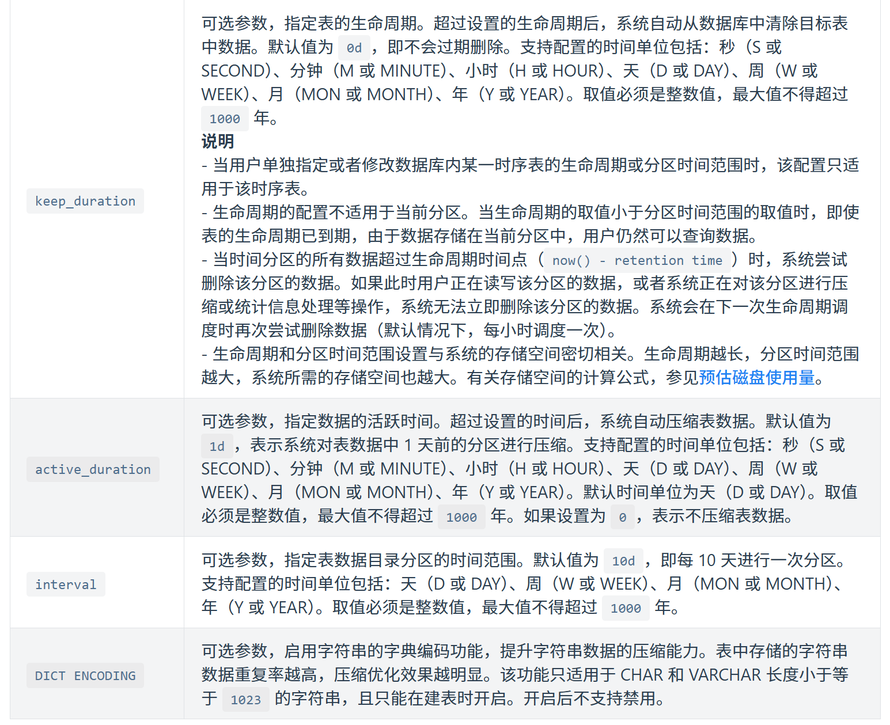 可选参数，指定表的生命周期。超过设置的生命周期后，系统自动从数据库中清除目标表
中数据。默认值为 0d ，即不会过期删除。支持配置的时间单位包括：秒（S 或
SECOND）、分钟（M 或 MINUTE）、小时（H 或 HOUR）、天（D 或 DAY）、周（W 或
WEEK）、月（MON 或 MONTH）、年（Y 或 YEAR）。取值必须是整数值，最大值不得超过
1000 年。
说明
- 当用户单独指定或者修改数据库内某一时序表的生命周期或分区时间范围时，该配置只适
用于该时序表。
keep_duration
- 生命周期的配置不适用于当前分区。当生命周期的取值小于分区时间范围的取值时，即使
表的生命周期已到期，由于数据存储在当前分区中，用户仍然可以查询数据。
- 当时间分区的所有数据超过生命周期时间点（ now() - retention time ）时，系统尝试
删除该分区的数据。如果此时用户正在读写该分区的数据，或者系统正在对该分区进行压
缩或统计信息处理等操作，系统无法立即删除该分区的数据。系统会在下一次生命周期调
度时再次尝试删除数据（默认情况下，每小时调度一次）。
- 生命周期和分区时间范围设置与系统的存储空间密切相关。生命周期越长，分区时间范围
越大，系统所需的存储空间也越大。有关存储空间的计算公式，参见预估磁盘使用量。
可选参数，指定数据的活跃时间。超过设置的时间后，系统自动压缩表数据。默认值为
1d ，表示系统对表数据中 1 天前的分区进行压缩。支持配置的时间单位包括：秒（S 或
active_duration
SECOND）、分钟（M 或 MINUTE）、小时（H 或 HOUR）、天（D 或 DAY）、周（W 或
WEEK）、月（MON 或 MONTH）、年（Y 或 YEAR）。默认时间单位为天（D 或 DAY）。取值
必须是整数值，最大值不得超过 1000 年。如果设置为 0 ，表示不压缩表数据。
可选参数，指定表数据目录分区的时间范围。默认值为 10d ，即每 10 天进行一次分区。
interval
支持配置的时间单位包括：天（D 或 DAY）、周（W 或 WEEK）、月（MON 或 MONTH）、
年（Y 或 YEAR）。取值必须是整数值，最大值不得超过 1000 年。
可选参数，启用字符串的字典编码功能，提升字符串数据的压缩能力。表中存储的字符串
DICT ENCODING
数据重复率越高，压缩优化效果越明显。该功能只适用于 CHAR 和 VARCHAR 长度小于等
于 1023 的字符串，且只能在建表时开启。开启后不支持禁用。